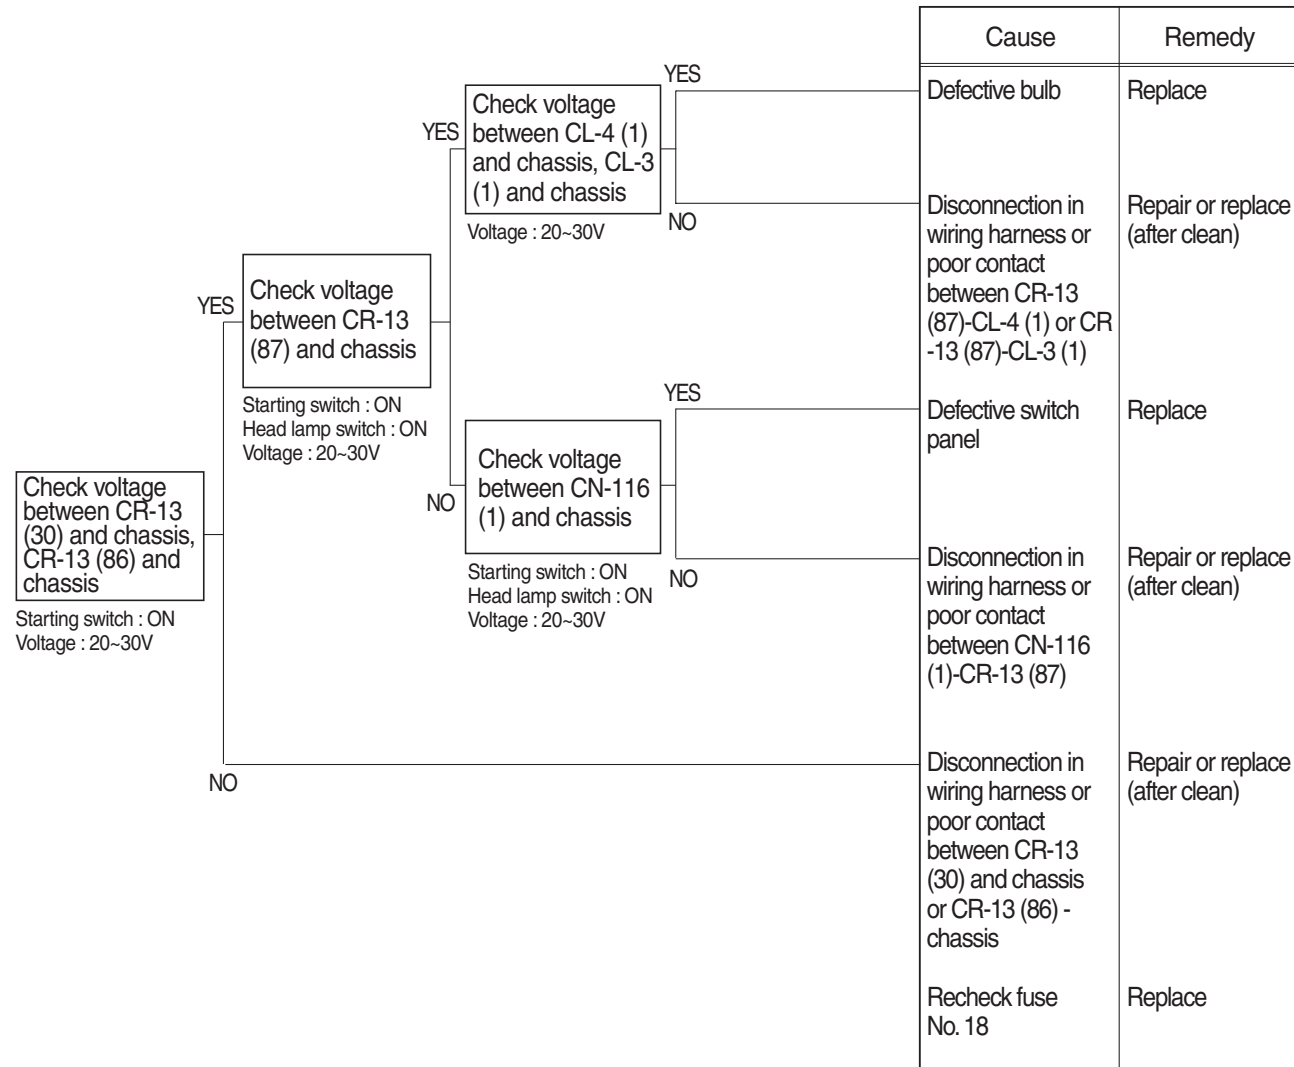 Cause
Remedy
YES
Defective bulb
Replace
Check voltage
between CL-4 (1)
and chassis, CL-3
(1) and chassis
YES
Voltage : 20~30V
NO
Disconnection in
wiring harness or
poor contact
between CR-13
(87)-CL-4 (1) or CR
-13 (87)-CL-3 (1)
Repair or replace
(after clean)
YES
Check voltage
between CR-13
(87) and chassis
Starting switch : ON
Head lamp switch : ON
Voltage : 20~30V
YES
Defective switch
panel
Replace
NO
Check voltage
between CN-116
(1) and chassis
Starting switch : ON
Head lamp switch : ON
Voltage : 20~30V
NO
Disconnection in
wiring harness or
poor contact
between CN-116
(1)-CR-13 (87)
Repair or replace
(after clean)
Check voltage
between CR-13
(30) and chassis,
CR-13 (86) and
chassis
Starting switch : ON
Voltage : 20~30V
NO
Disconnection in
wiring harness or
poor contact
between CR-13
(30) and chassis
or CR-13 (86) -
chassis
Repair or replace
(after clean)
Recheck fuse
No. 18
Replace